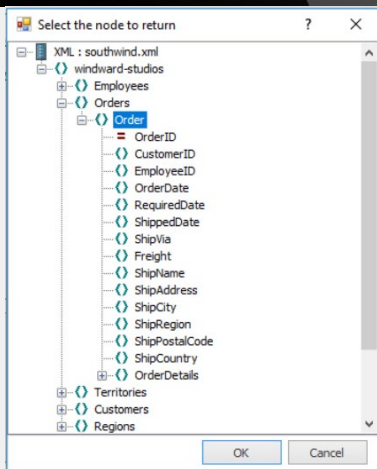 Select the node to return ? ×
XML : southwind.xml
windward-studios
Employees
Orders
Order
OrderID
CustomerID
EmployeeID
OrderDate
RequiredDate
ShippedDate
ShipVia
Freight
ShipName
ShipAddress
ShipCity
ShipRegion
ShipPostalCode
ShipCountry
OrderDetails
Territories
Customers
Regions
OK Cancel